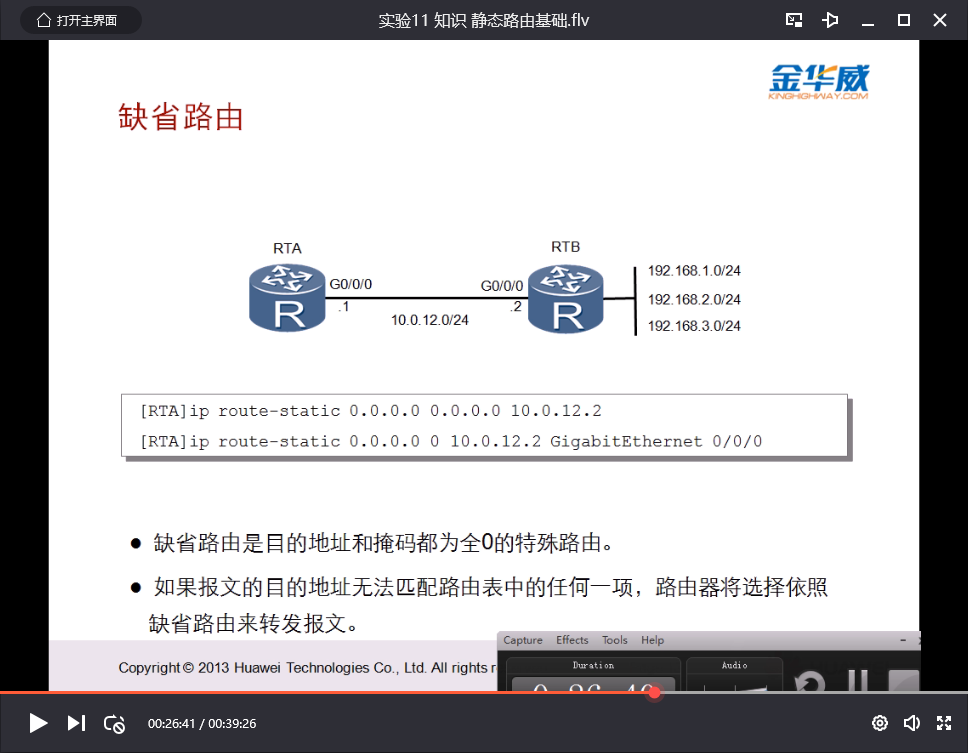 打开主界面
实验11 知识 静态路由基础.flv
金华威
KINGHIGHWAY.COM
缺省路由
RTA
RTB
G0/0/0
G0/0/0
.1
.2
10.0.12.0/24
192.168.1.0/24
192.168.2.0/24
192.168.3.0/24
R
R
[RTA]ip route-static 0.0.0.0 0.0.0.0 10.0.12.2
[RTA]ip route-static 0.0.0.0 0 10.0.12.2 GigabitEthernet 0/0/0
● 缺省路由是目的地址和掩码都为全0的特殊路由。
● 如果报文的目的地址无法匹配路由表中的任何一项，路由器将选择依照
缺省路由来转发报文。
Copyright © 2013 Huawei Technologies Co., Ltd. All rights r
Capture Effects Tools Help
Duration
Audio
00:26:41 / 00:39:26